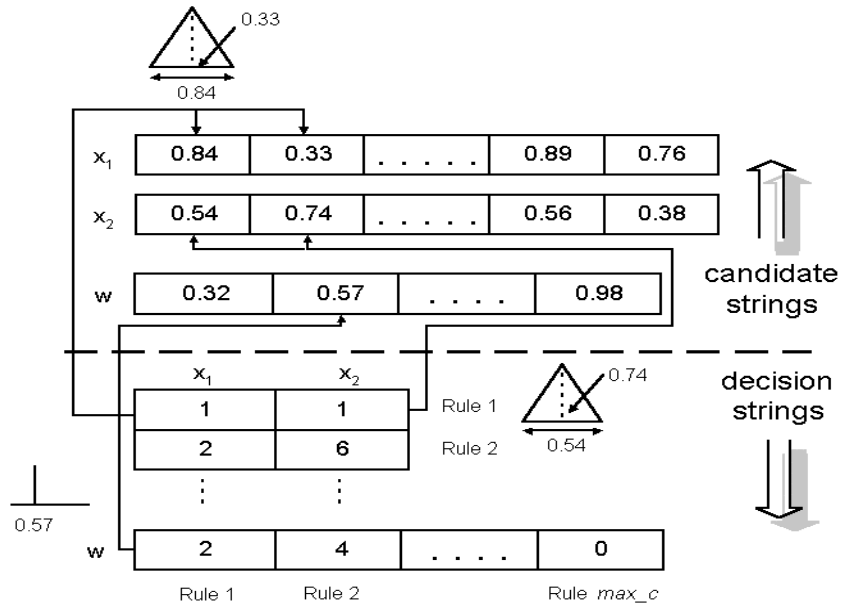 0.33
0.84
x1 0.84 0.33 . . . . . 0.89 0.76
x2 0.54 0.74 . . . . . 0.56 0.38
w 0.32 0.57 . . . . 0.98
candidate
strings
x1 x2
1 1 Rule 1
2 6 Rule 2
0.74
0.54
decision
strings
0.57
w 2 4 . . . . 0
Rule 1 Rule 2 Rule max_c